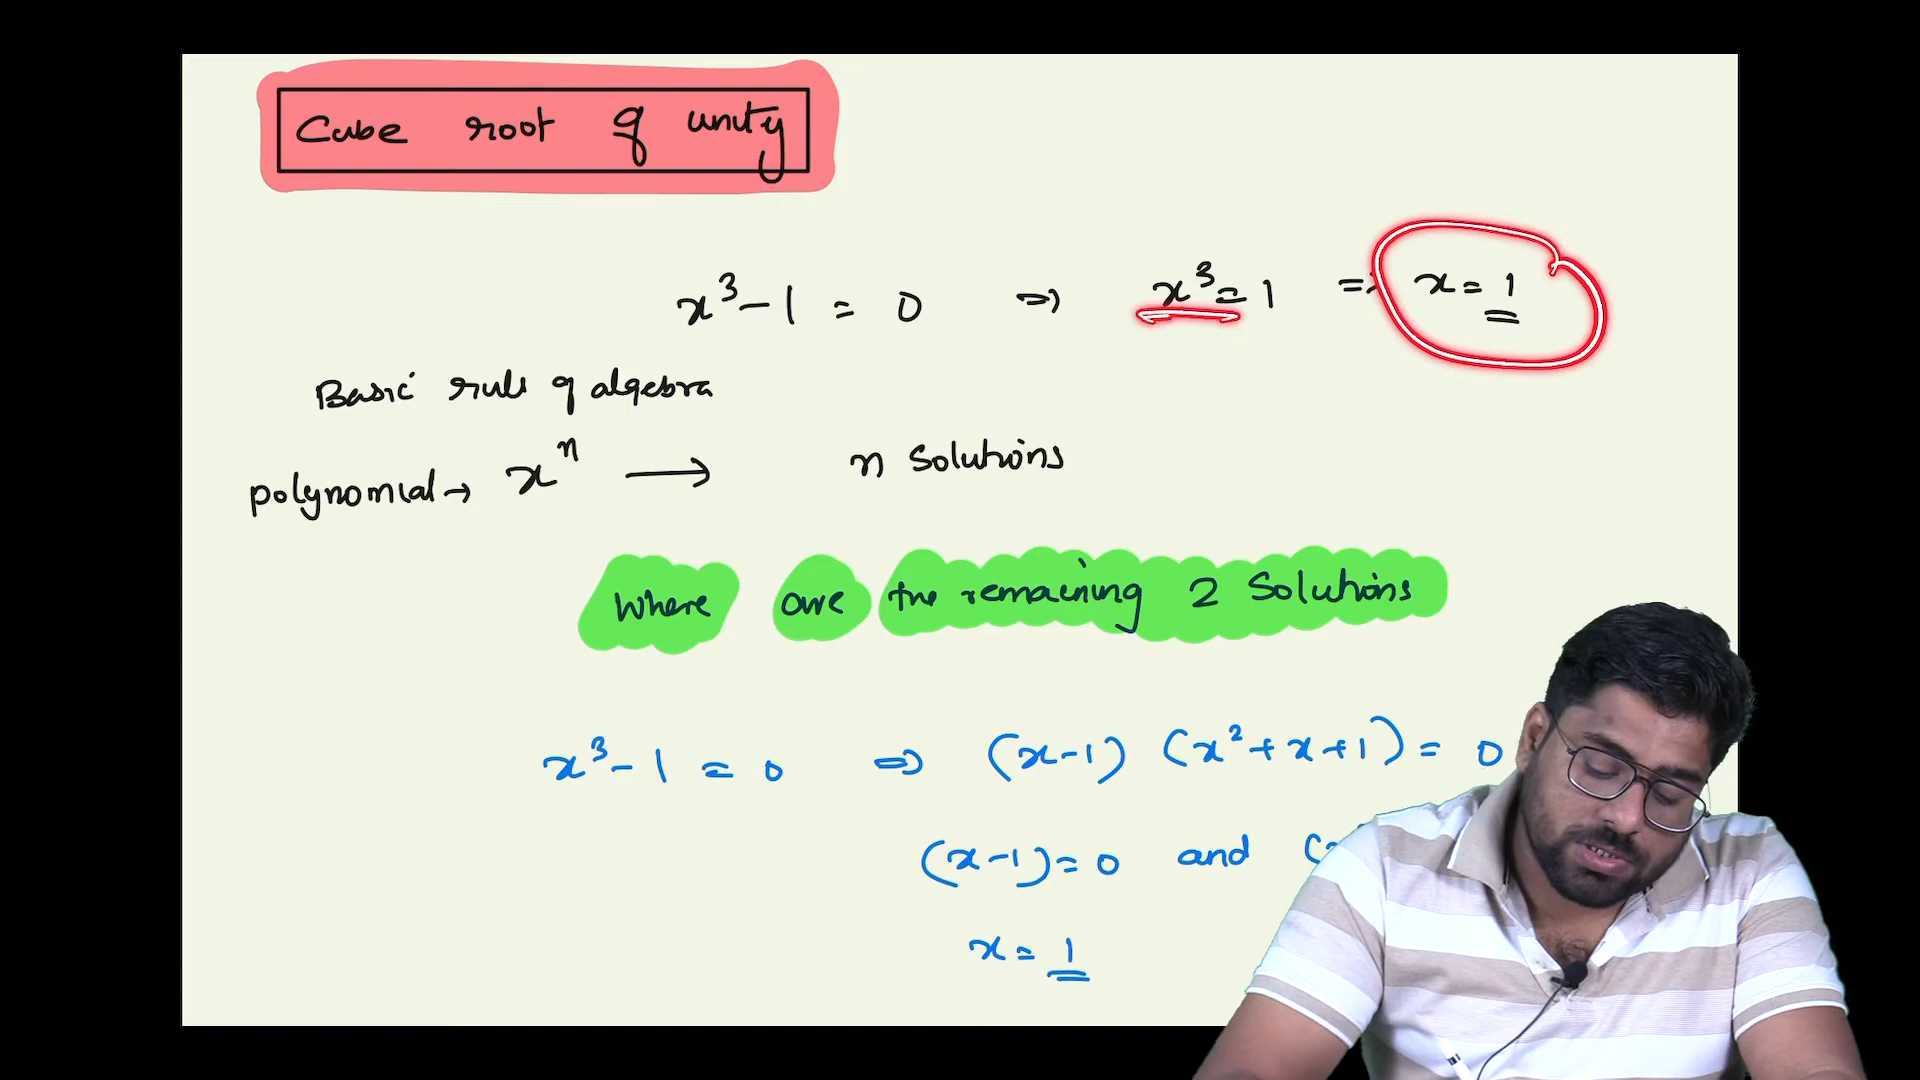 Cube root of unity
x³-1 = 0 ⇒ x³=1 ⇒ x=1
Basic rule of algebra
polynomial→ xⁿ ⟶ n Solutions
Where are the remaining 2 Solutions
x³-1 = 0 ⇒ (x-1) (x²+x+1)= 0
(x-1)=0 and
x=1